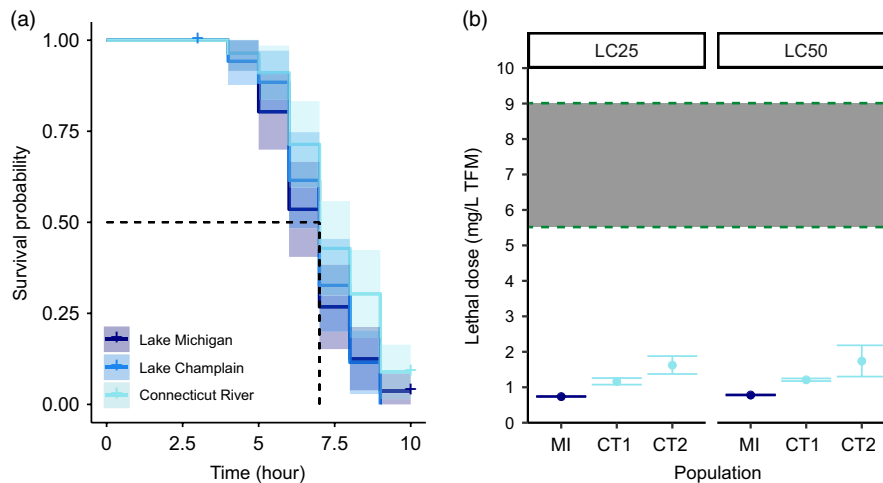 (a)
Survival probability
1.00
0.75
0.50
0.25
0.00
Lake Michigan
Lake Champlain
Connecticut River
0
2.5
5
7.5
10
Time (hour)
(b)
LC25
LC50
Lethal dose (mg/L TFM)
10
9
8
7
6
5
4
3
2
1
0
MI
CT1
CT2
MI
CT1
CT2
Population